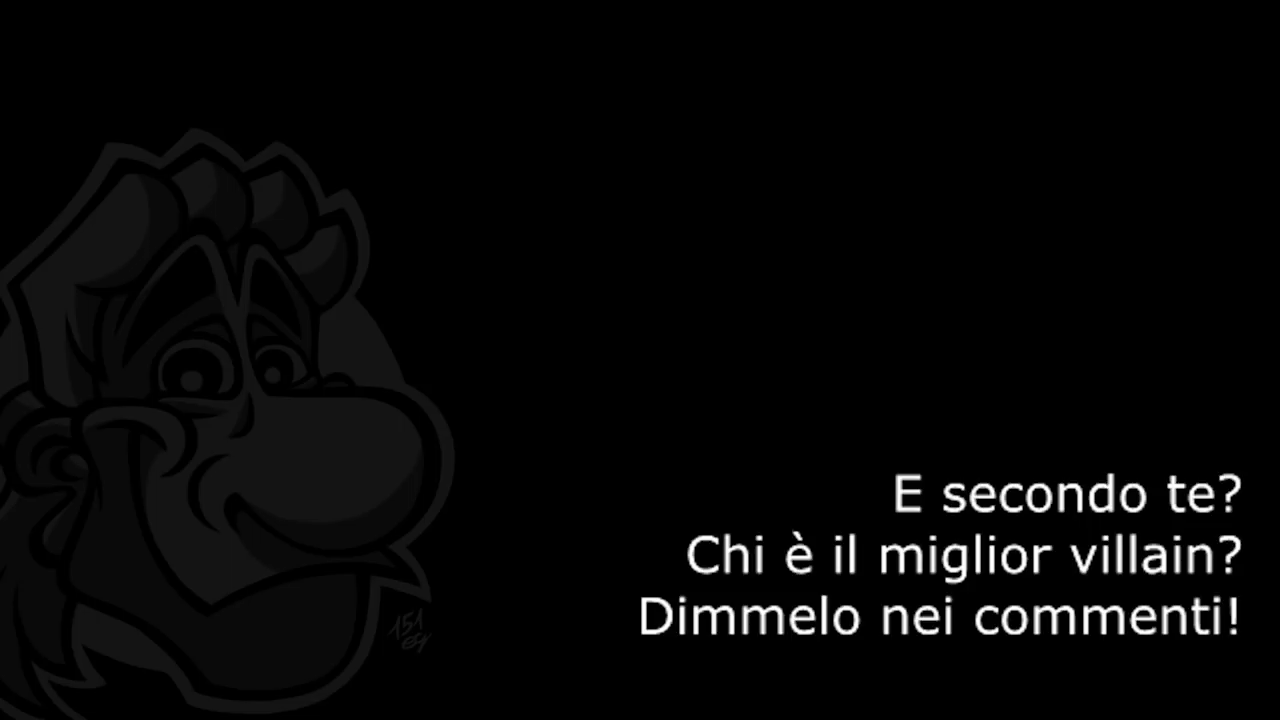 E secondo te?
Chi è il miglior villain?
Dimmelo nei commenti!